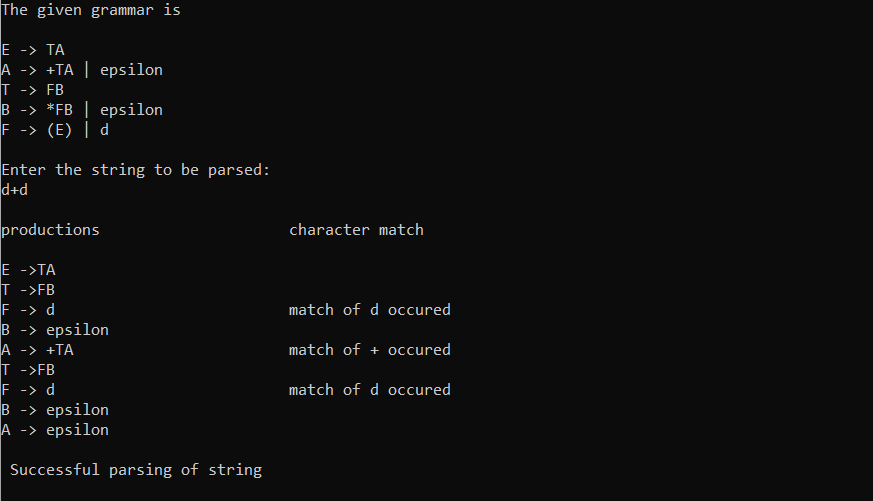 The given grammar is
E -> TA
A -> +TA | epsilon
T -> FB
B -> *FB | epsilon
F -> (E) | d
Enter the string to be parsed:
d+d
productions                     character match
E ->TA
T ->FB
F -> d                          match of d occured
B -> epsilon
A -> +TA                        match of + occured
T ->FB
F -> d                          match of d occured
B -> epsilon
A -> epsilon
Successful parsing of string